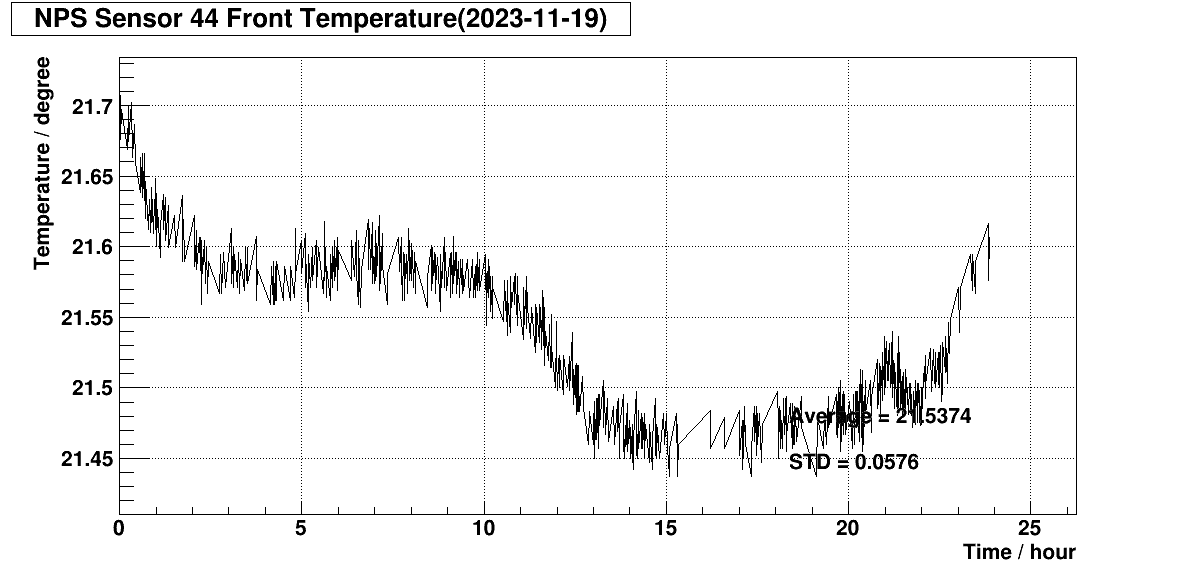 NPS Sensor 44 Front Temperature(2023-11-19)
Temperature / degree
21.7
21.65
21.6
21.55
21.5
21.45
Average = 21.5374
STD = 0.0576
0 5 10 15 20 25
Time / hour